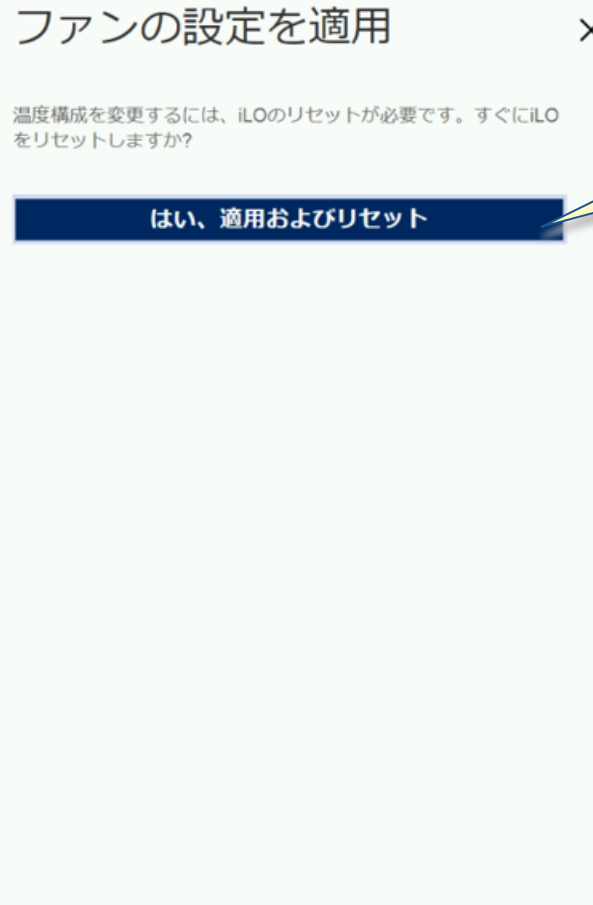 ファンの設定を適用
温度構成を変更するには、iLOのリセットが必要です。すぐにiLO
をリセットしますか?
はい、適用およびリセット